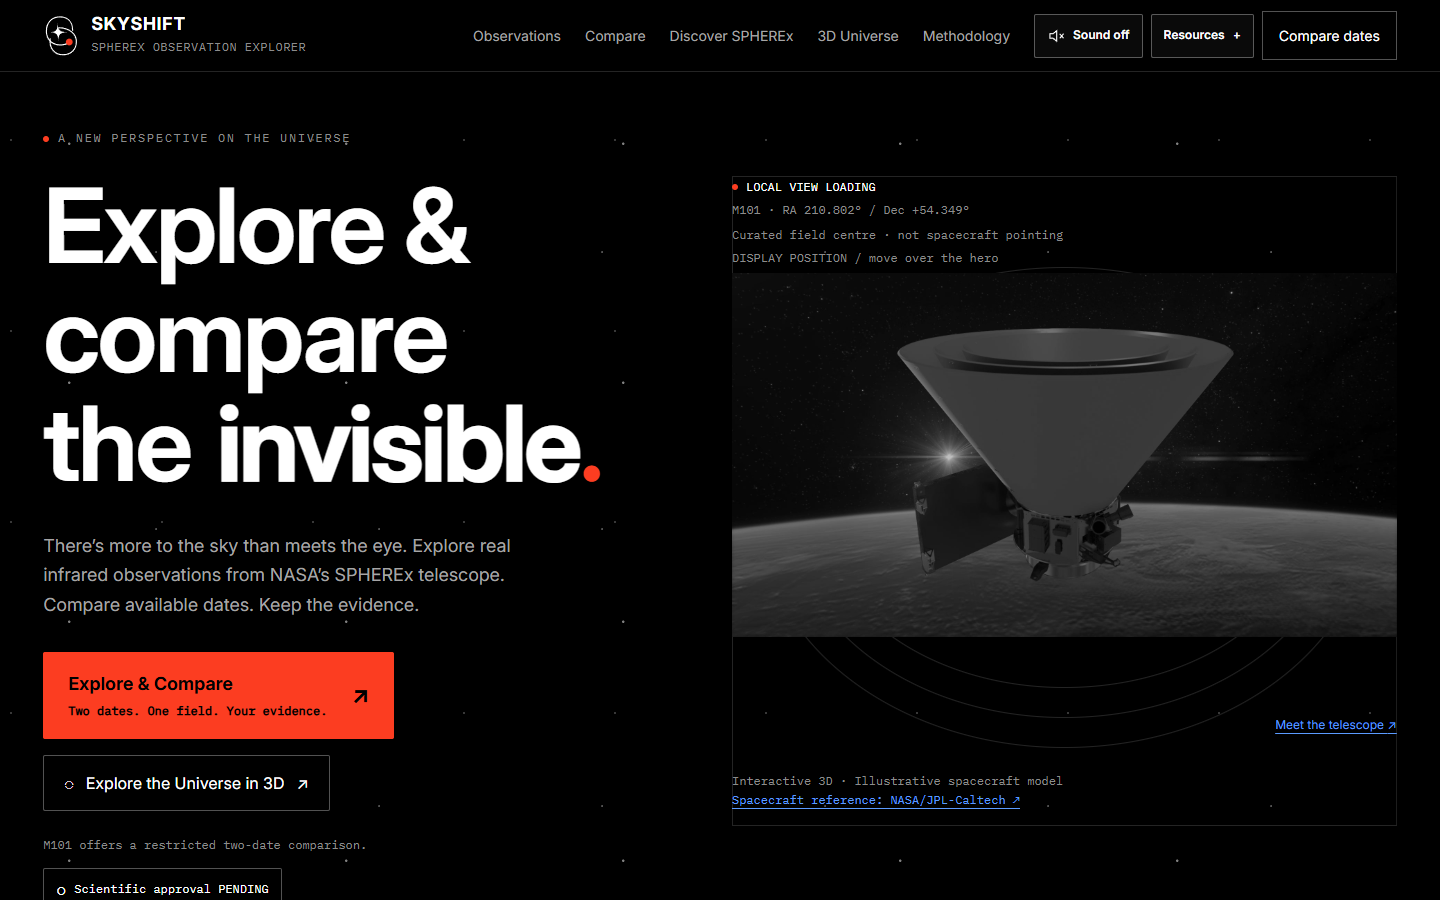 SKYSHIFT
SPHEREX OBSERVATION EXPLORER
Observations
Compare
Discover SPHEREx
3D Universe
Methodology
Sound off
Resources +
Compare dates
A NEW PERSPECTIVE ON THE UNIVERSE
Explore &
compare
the invisible.
There’s more to the sky than meets the eye. Explore real
infrared observations from NASA’s SPHEREx telescope.
Compare available dates. Keep the evidence.
Explore & Compare
Two dates. One field. Your evidence.
Explore the Universe in 3D ↗
M101 offers a restricted two-date comparison.
Scientific approval PENDING
LOCAL VIEW LOADING
M101 · RA 210.802° / Dec +54.349°
Curated field centre · not spacecraft pointing
DISPLAY POSITION / move over the hero
Meet the telescope ↗
Interactive 3D · Illustrative spacecraft model
Spacecraft reference: NASA/JPL-Caltech ↗